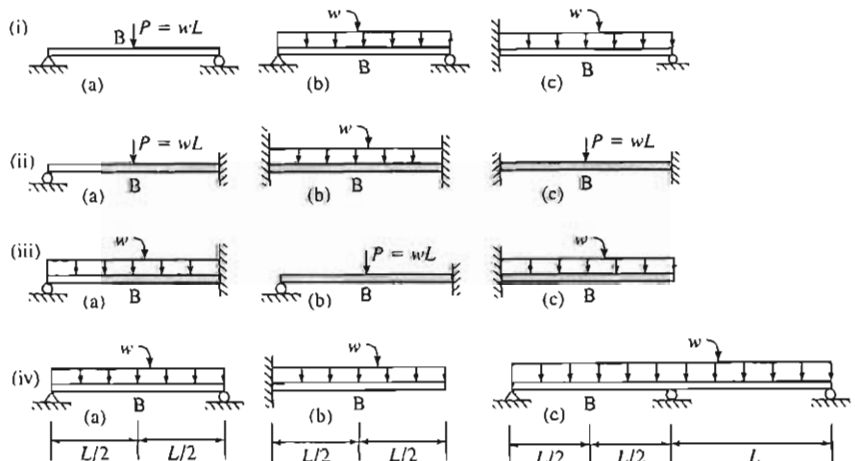 (i) B P = wL w w
B B
(a) (b) (c)
P = wL w P = wL
(ii)
(a) B (b) B (c) B
(iii) w P = wL w
(a) B (b) B (c) B
w w w
(iv)
(a) B (b) B (c) B
L/2 L/2 L/2 L/2 L/2 L/2 L